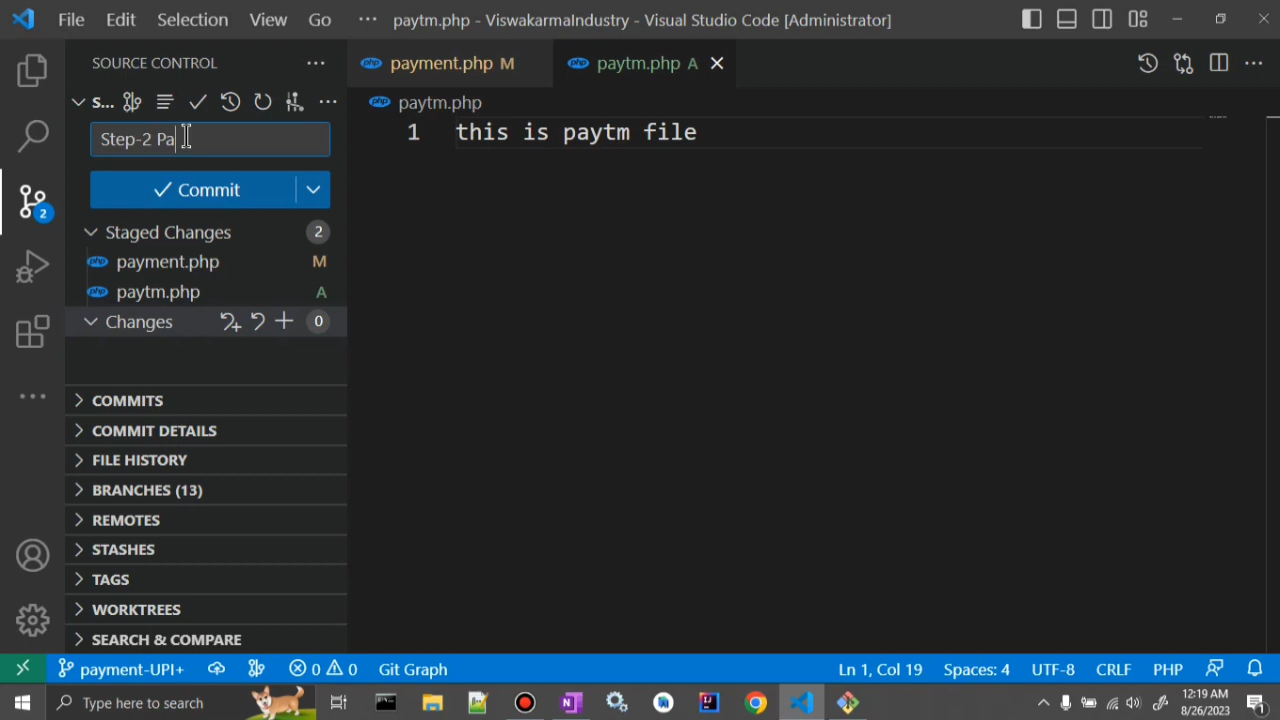 File Edit Selection View Go ··· paytm.php - ViswakarmaIndustry - Visual Studio Code [Administrator]
SOURCE CONTROL ···
payment.php M
paytm.php A
S... ···
paytm.php
Step-2 Pa
1 this is paytm file
Commit
2
Staged Changes 2
payment.php M
paytm.php A
Changes 0
COMMITS
COMMIT DETAILS
FILE HISTORY
BRANCHES (13)
REMOTES
STASHES
TAGS
WORKTREES
SEARCH & COMPARE
payment-UPI+ 0 0 Git Graph Ln 1, Col 19 Spaces: 4 UTF-8 CRLF PHP
Type here to search
12:19 AM
8/26/2023
1